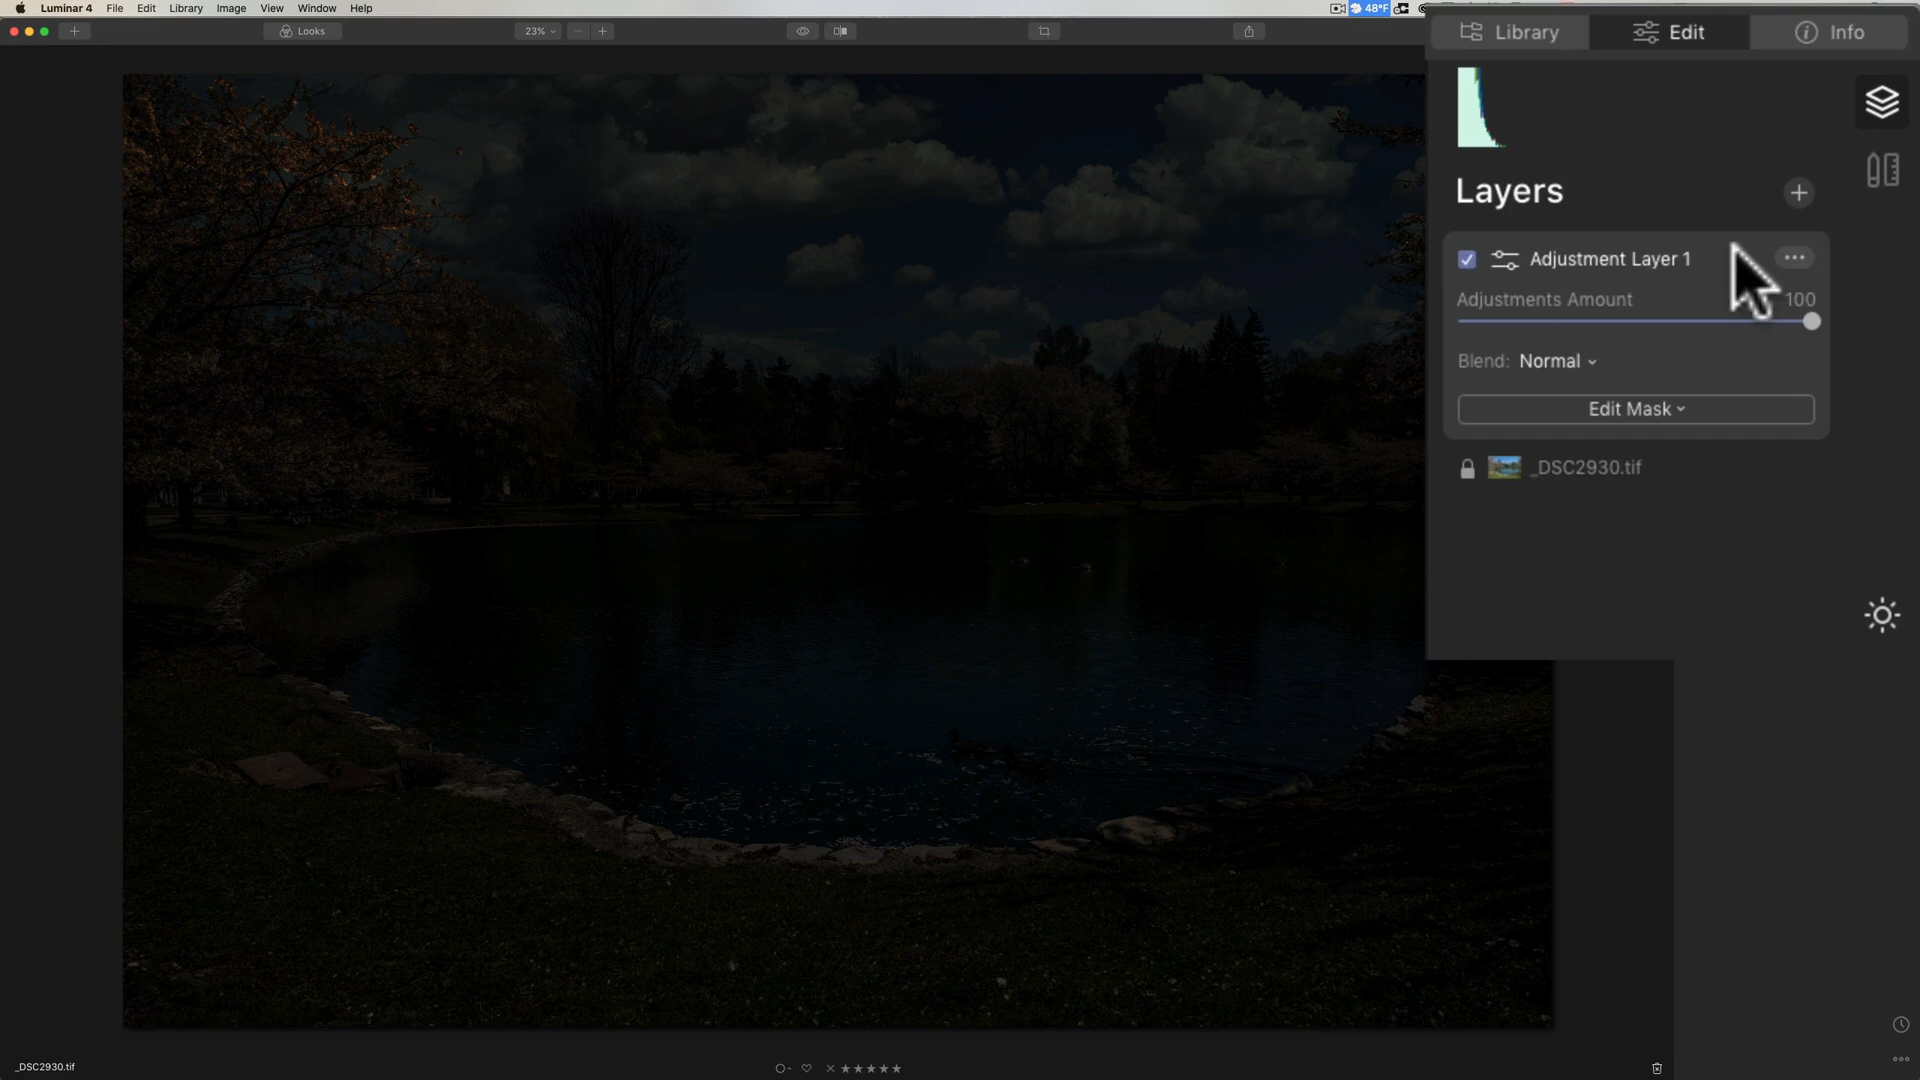 Luminar 4 File Edit Library Image View Window Help
48°F
Looks
23%
Library Edit Info
Layers
Adjustment Layer 1
Adjustments Amount 100
Blend: Normal
Edit Mask
_DSC2930.tif
_DSC2930.tif